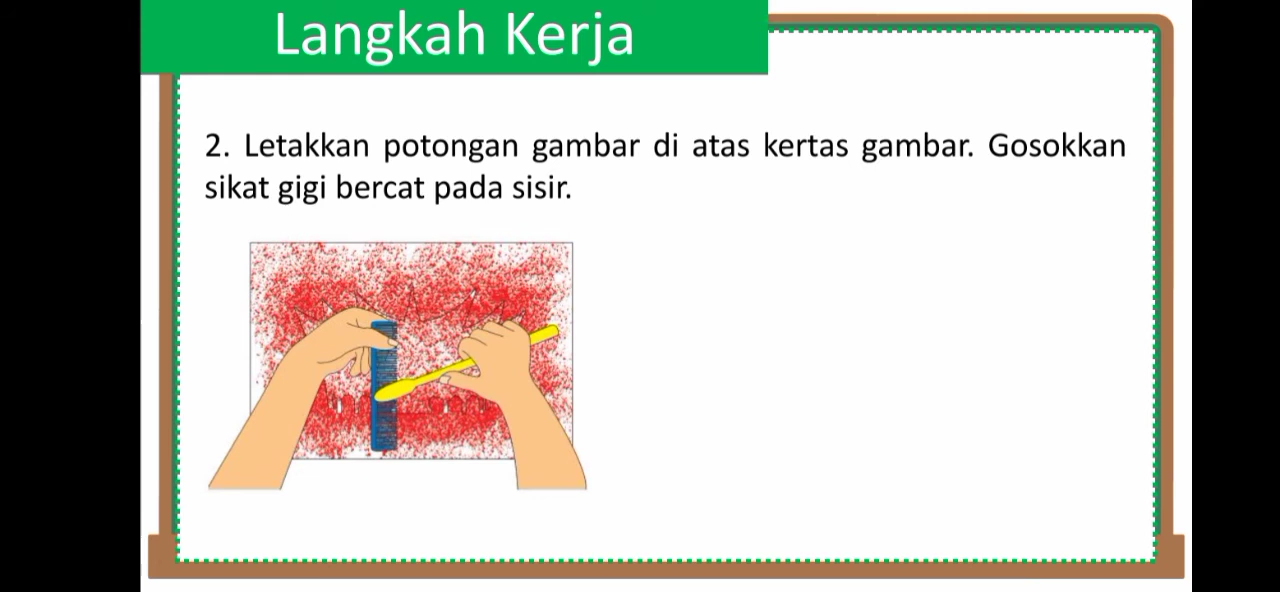 Langkah Kerja
2. Letakkan potongan gambar di atas kertas gambar. Gosokkan
sikat gigi bercat pada sisir.